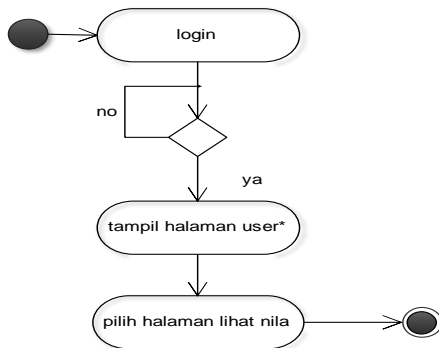 login
no
ya
tampil halaman user*
pilih halaman lihat nila